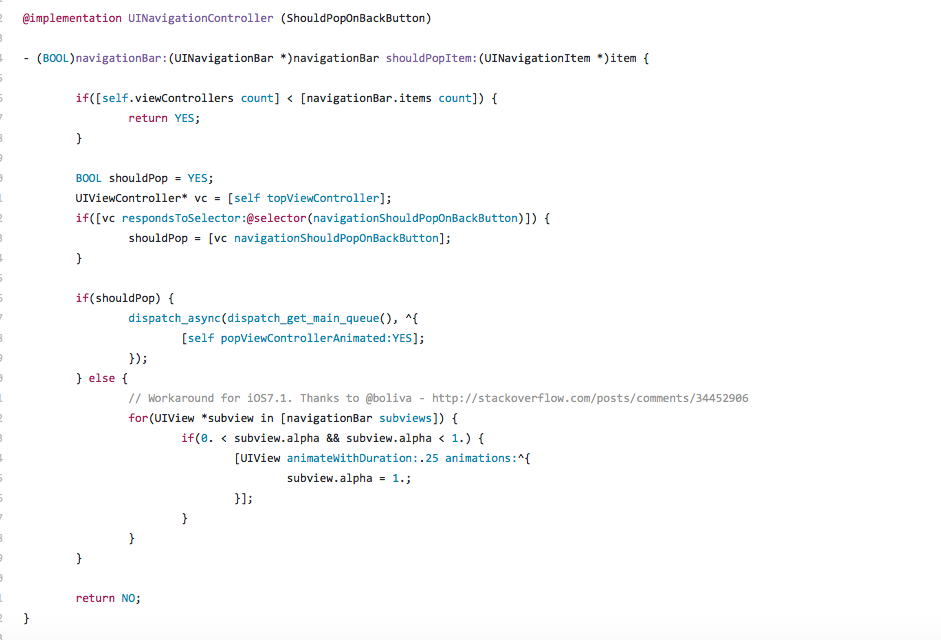 @implementation UINavigationController (ShouldPopOnBackButton)
- (BOOL)navigationBar:(UINavigationBar *)navigationBar shouldPopItem:(UINavigationItem *)item {
if([self.viewControllers count] < [navigationBar.items count]) {
return YES;
}
BOOL shouldPop = YES;
UIViewController* vc = [self topViewController];
if([vc respondsToSelector:@selector(navigationShouldPopOnBackButton)]) {
shouldPop = [vc navigationShouldPopOnBackButton];
}
if(shouldPop) {
dispatch_async(dispatch_get_main_queue(), ^{
[self popViewControllerAnimated:YES];
});
} else {
// Workaround for iOS7.1. Thanks to @boliva - http://stackoverflow.com/posts/comments/34452906
for(UIView *subview in [navigationBar subviews]) {
if(0. < subview.alpha && subview.alpha < 1.) {
[UIView animateWithDuration:.25 animations:^{
subview.alpha = 1.;
}];
}
}
}
return NO;
}